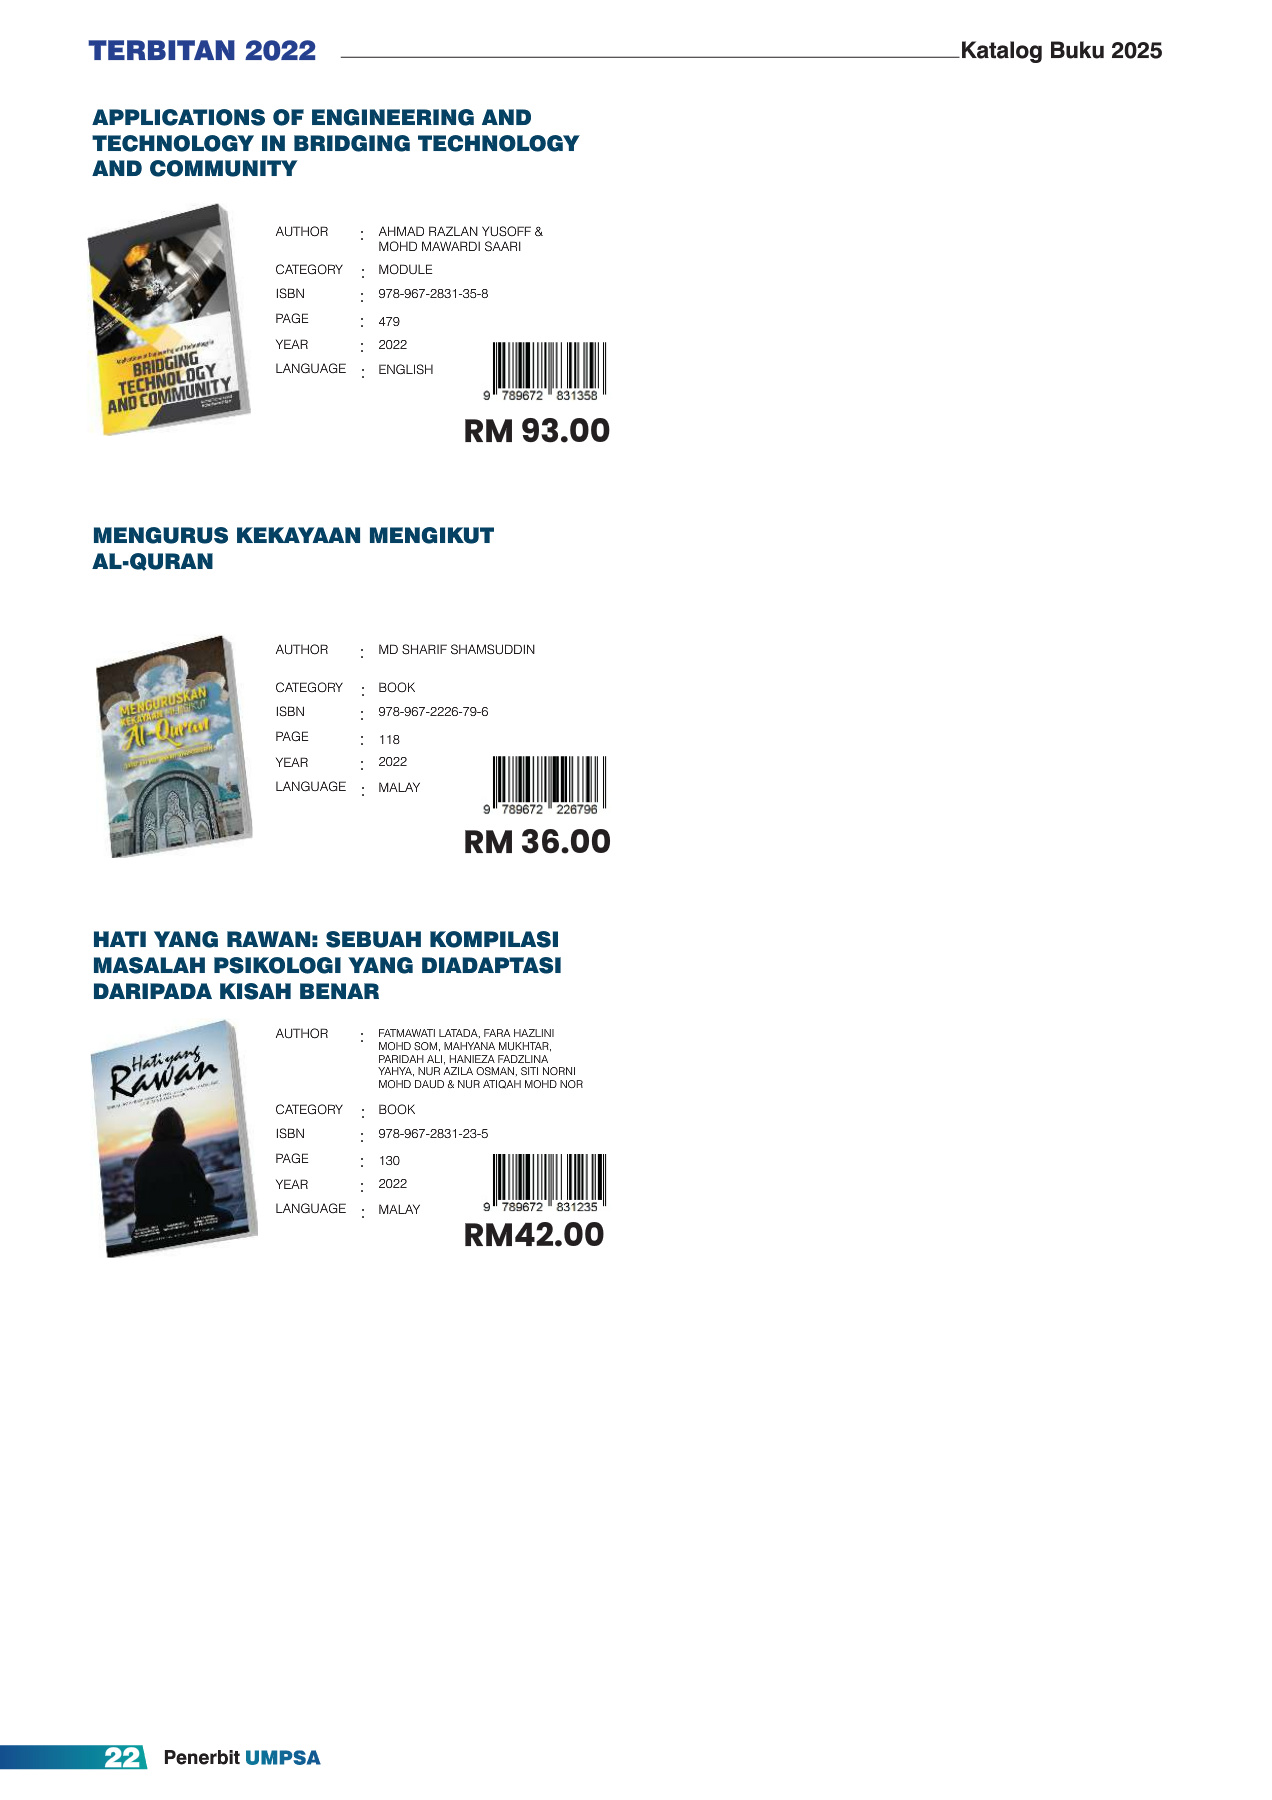 TERBITAN 2022
Katalog Buku 2025
APPLICATIONS OF ENGINEERING AND
TECHNOLOGY IN BRIDGING TECHNOLOGY
AND COMMUNITY
Applications of Engineering and Technology in
BRIDGING
TECHNOLOGY
AND COMMUNITY
AUTHOR : AHMAD RAZLAN YUSOFF &
MOHD MAWARDI SAARI
CATEGORY : MODULE
ISBN : 978-967-2831-35-8
PAGE : 479
YEAR : 2022
LANGUAGE : ENGLISH
9 789672 831358
RM 93.00
MENGURUS KEKAYAAN MENGIKUT
AL-QURAN
MENGURUSKAN
KEKAYAAN MENGIKUT
Al-Quran
AUTHOR : MD SHARIF SHAMSUDDIN
CATEGORY : BOOK
ISBN : 978-967-2226-79-6
PAGE : 118
YEAR : 2022
LANGUAGE : MALAY
9 789672 226796
RM 36.00
HATI YANG RAWAN: SEBUAH KOMPILASI
MASALAH PSIKOLOGI YANG DIADAPTASI
DARIPADA KISAH BENAR
Hati yang
Rawan
AUTHOR : FATMAWATI LATADA, FARA HAZLINI
MOHD SOM, MAHYANA MUKHTAR,
PARIDAH ALI, HANIEZA FADZLINA
YAHYA, NUR AZILA OSMAN, SITI NORNI
MOHD DAUD & NUR ATIQAH MOHD NOR
CATEGORY : BOOK
ISBN : 978-967-2831-23-5
PAGE : 130
YEAR : 2022
LANGUAGE : MALAY
9 789672 831235
RM42.00
22 Penerbit UMPSA